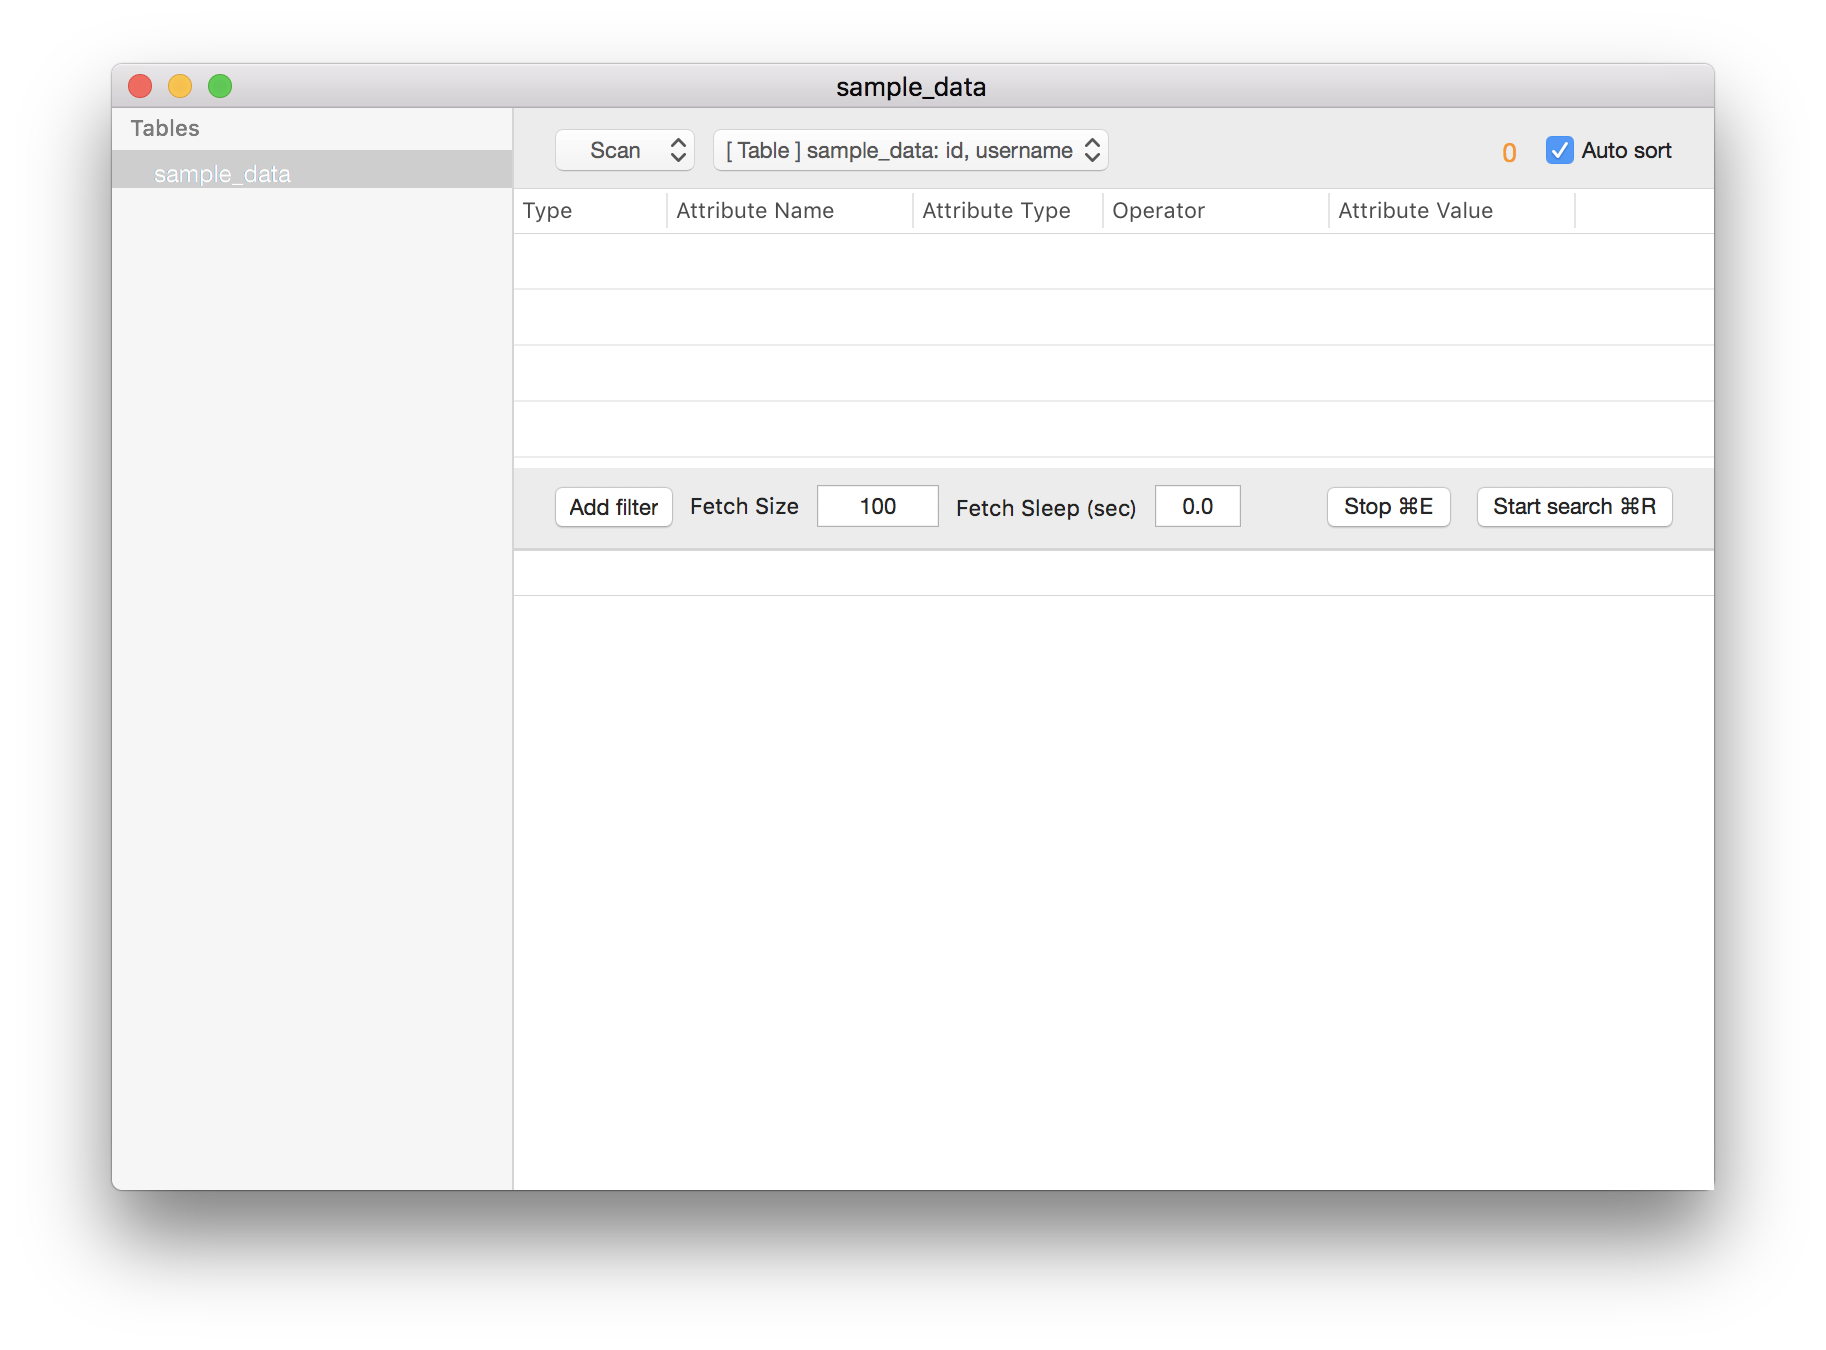 sample_data
Tables
sample_data
Scan
[ Table ] sample_data: id, username
0
Auto sort
Type Attribute Name Attribute Type Operator Attribute Value
Add filter Fetch Size 100 Fetch Sleep (sec) 0.0 Stop ⌘E Start search ⌘R